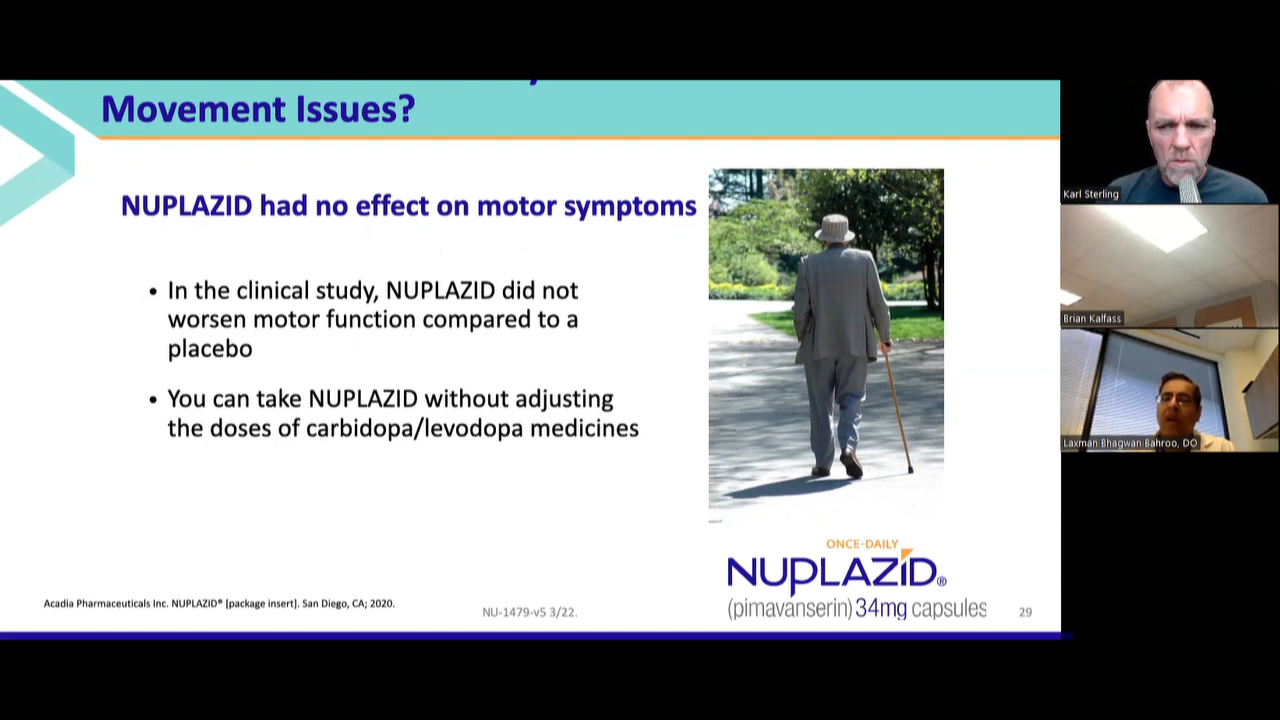 Movement Issues?
NUPLAZID had no effect on motor symptoms
• In the clinical study, NUPLAZID did not
worsen motor function compared to a
placebo
• You can take NUPLAZID without adjusting
the doses of carbidopa/levodopa medicines
ONCE-DAILY
NUPLAZID®
(pimavanserin) 34mg capsules
Acadia Pharmaceuticals Inc. NUPLAZID® [package insert]. San Diego, CA; 2020.
NU-1479-v5 3/22.
29
Karl Sterling
Brian Kalfass
Laxman Bhagwan Bahroo, DO